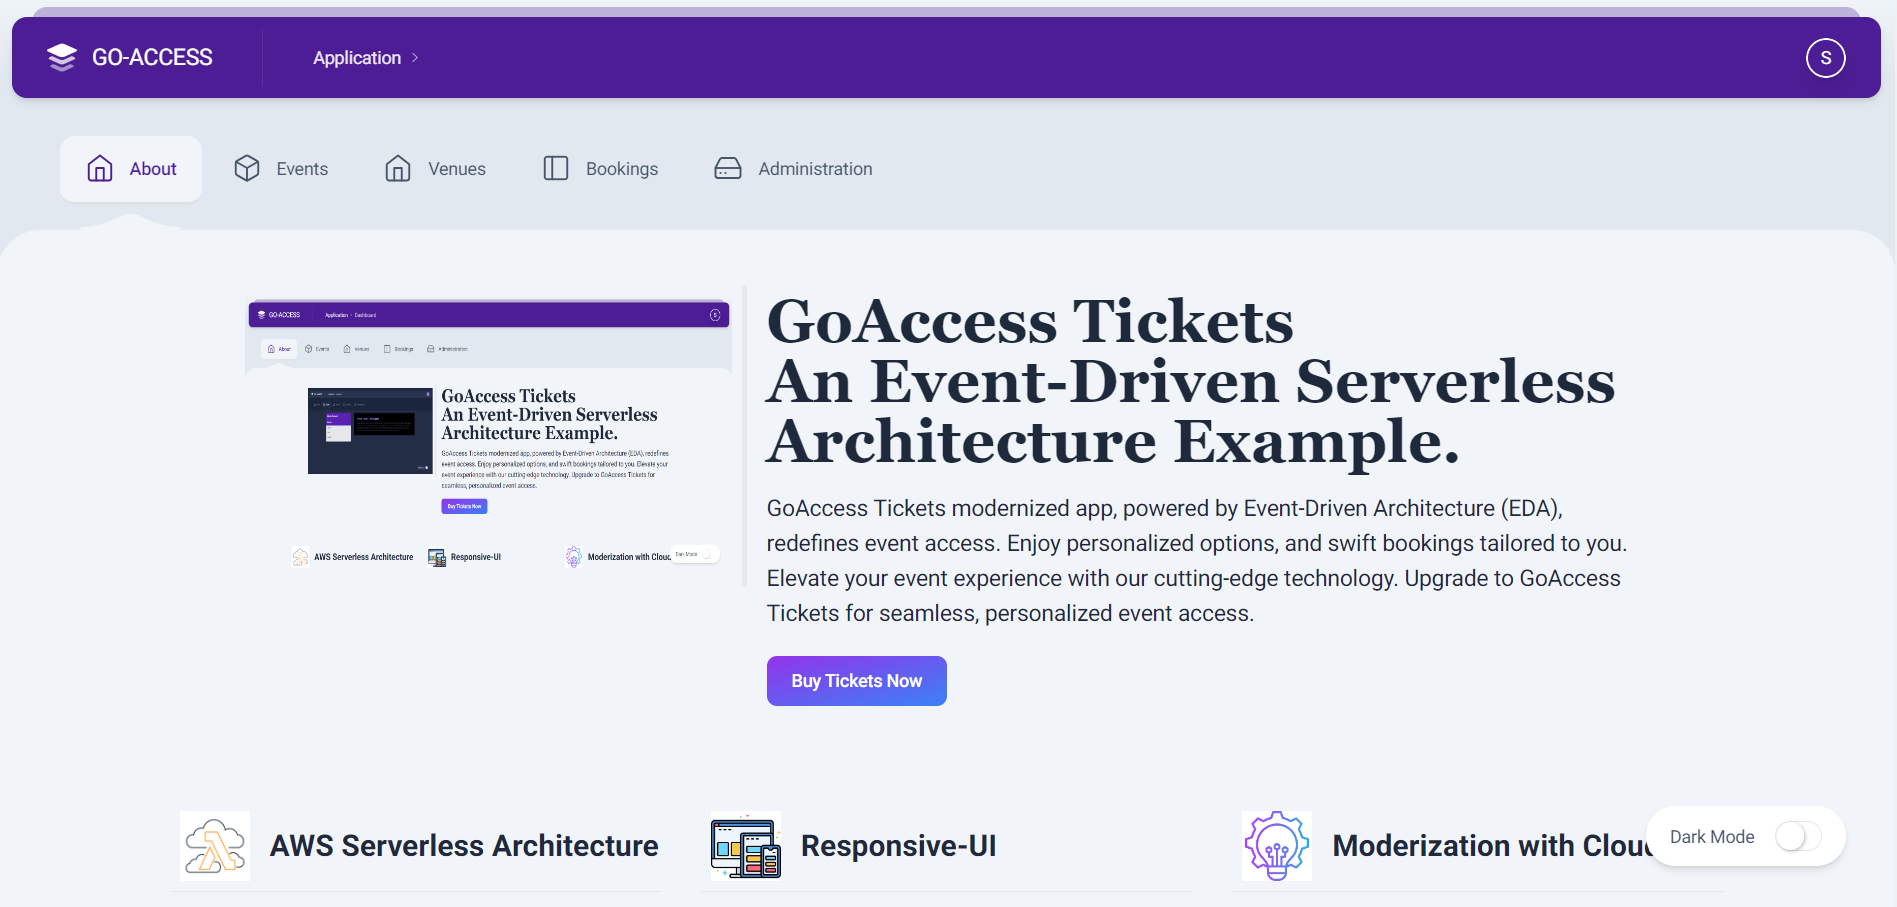 GO-ACCESS
Application >
S
About
Events
Venues
Bookings
Administration
GO-ACCESS
Application > Dashboard
S
About
Events
Venues
Bookings
Administration
GoAccess Tickets
An Event-Driven Serverless
Architecture Example.
GoAccess Tickets modernized app, powered by Event-Driven Architecture (EDA), redefines
event access. Enjoy personalized options, and swift bookings tailored to you. Elevate your
event experience with our cutting-edge technology. Upgrade to GoAccess Tickets for
seamless, personalized event access.
Buy Tickets Now
AWS Serverless Architecture
Responsive-UI
Moderization with Cloud
Dark Mode
GoAccess Tickets
An Event-Driven Serverless
Architecture Example.
GoAccess Tickets modernized app, powered by Event-Driven Architecture (EDA),
redefines event access. Enjoy personalized options, and swift bookings tailored to you.
Elevate your event experience with our cutting-edge technology. Upgrade to GoAccess
Tickets for seamless, personalized event access.
Buy Tickets Now
AWS Serverless Architecture
Responsive-UI
Moderization with Cloud
Dark Mode